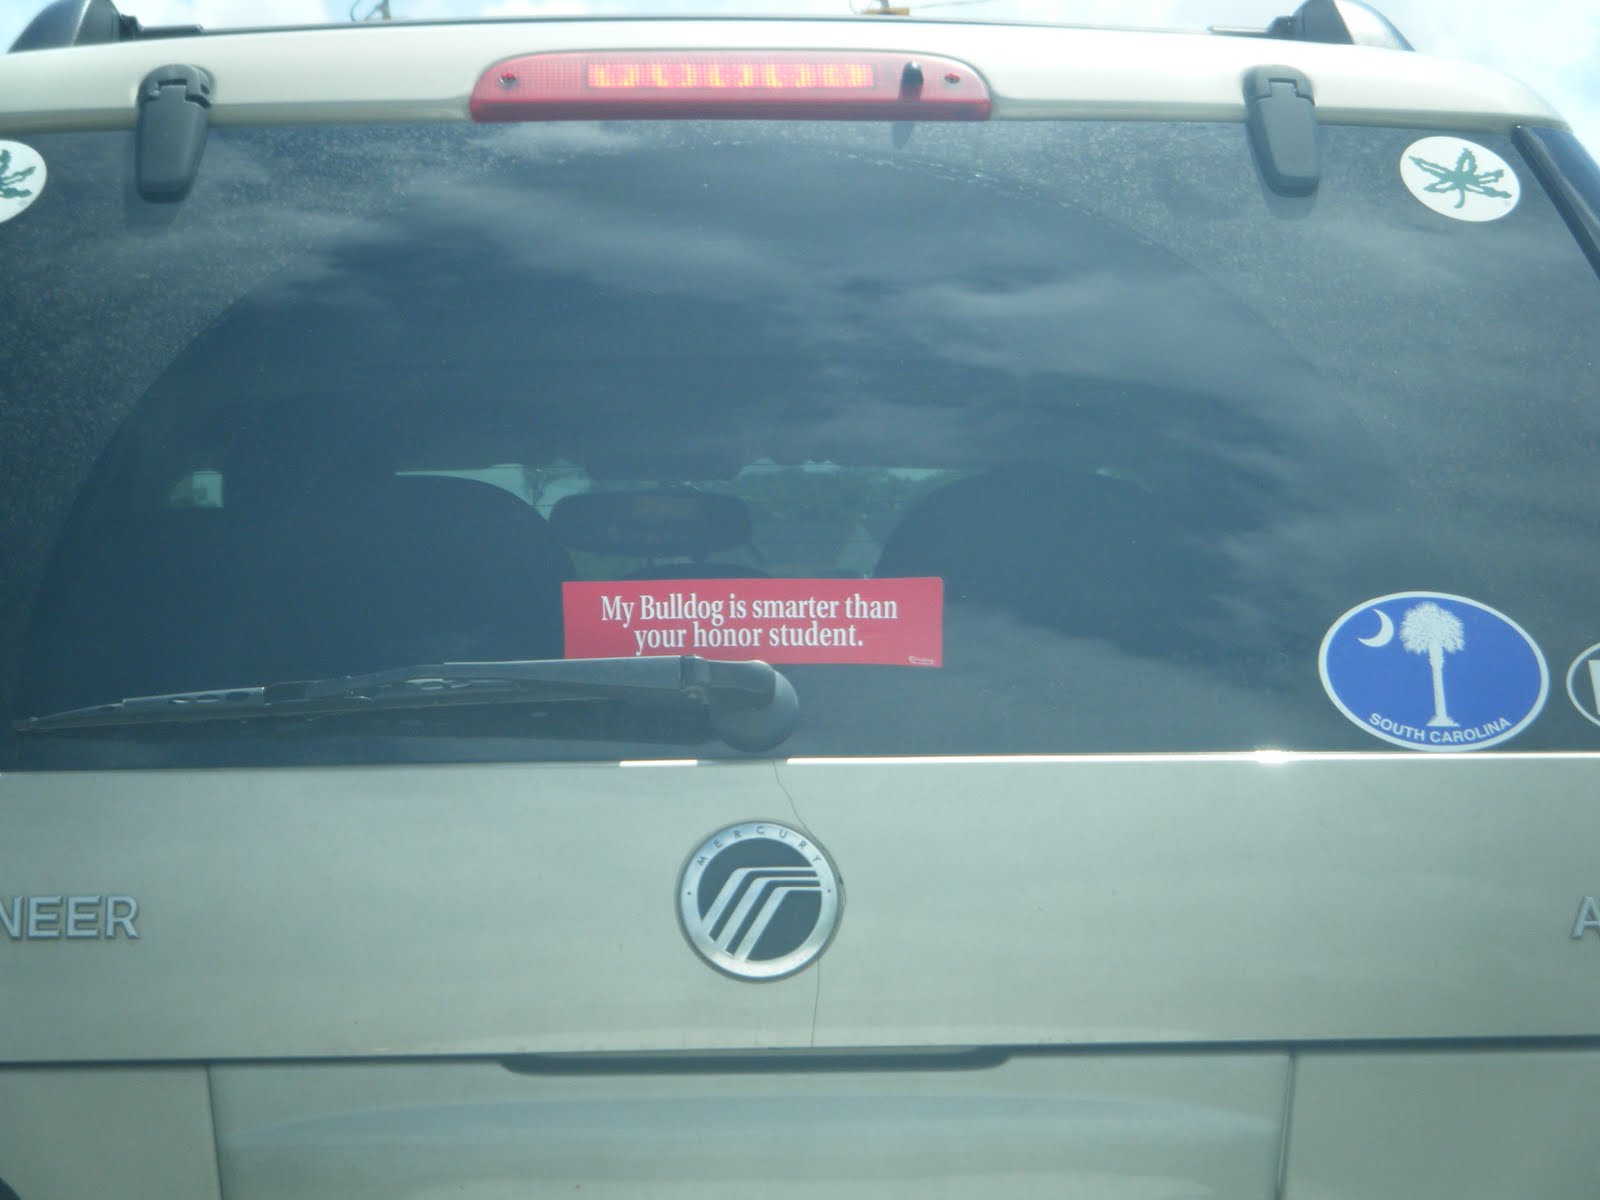 My Bulldog is smarter than
your honor student.
SOUTH CAROLINA
MERCURY
NEER
A